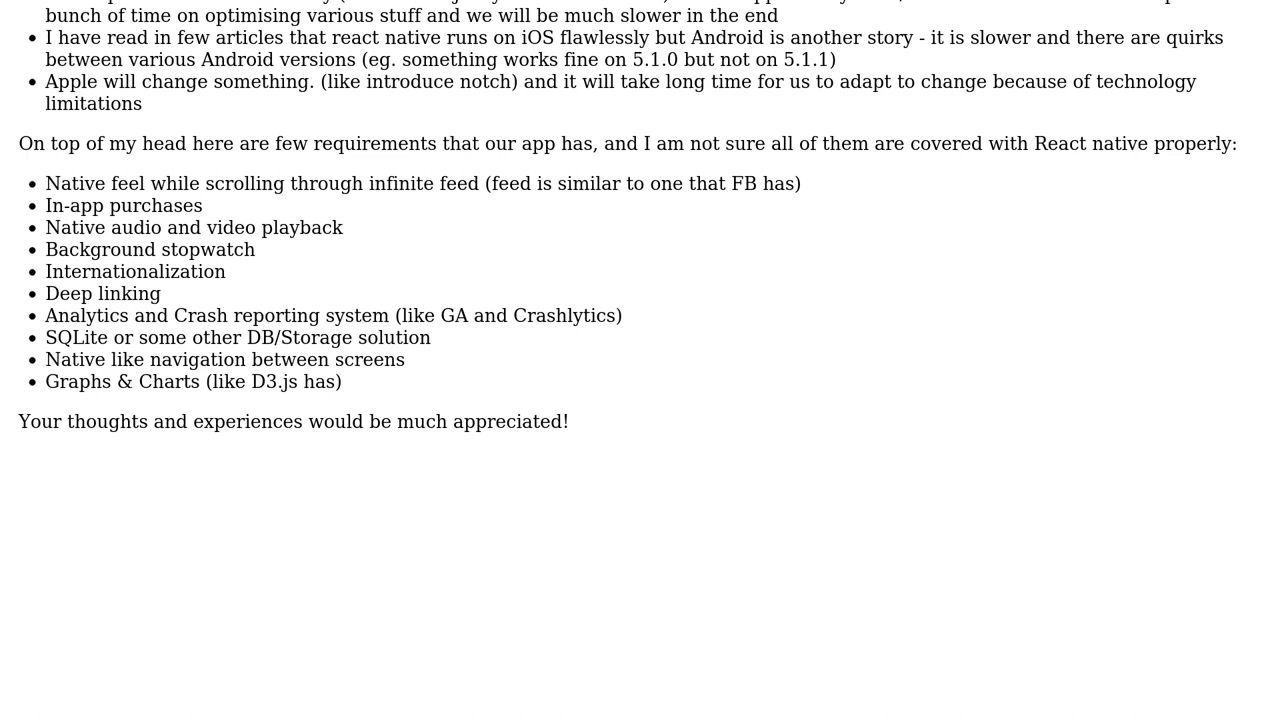 bunch of time on optimising various stuff and we will be much slower in the end
• I have read in few articles that react native runs on iOS flawlessly but Android is another story - it is slower and there are quirks
between various Android versions (eg. something works fine on 5.1.0 but not on 5.1.1)
• Apple will change something. (like introduce notch) and it will take long time for us to adapt to change because of technology
limitations
On top of my head here are few requirements that our app has, and I am not sure all of them are covered with React native properly:
• Native feel while scrolling through infinite feed (feed is similar to one that FB has)
• In-app purchases
• Native audio and video playback
• Background stopwatch
• Internationalization
• Deep linking
• Analytics and Crash reporting system (like GA and Crashlytics)
• SQLite or some other DB/Storage solution
• Native like navigation between screens
• Graphs & Charts (like D3.js has)
Your thoughts and experiences would be much appreciated!